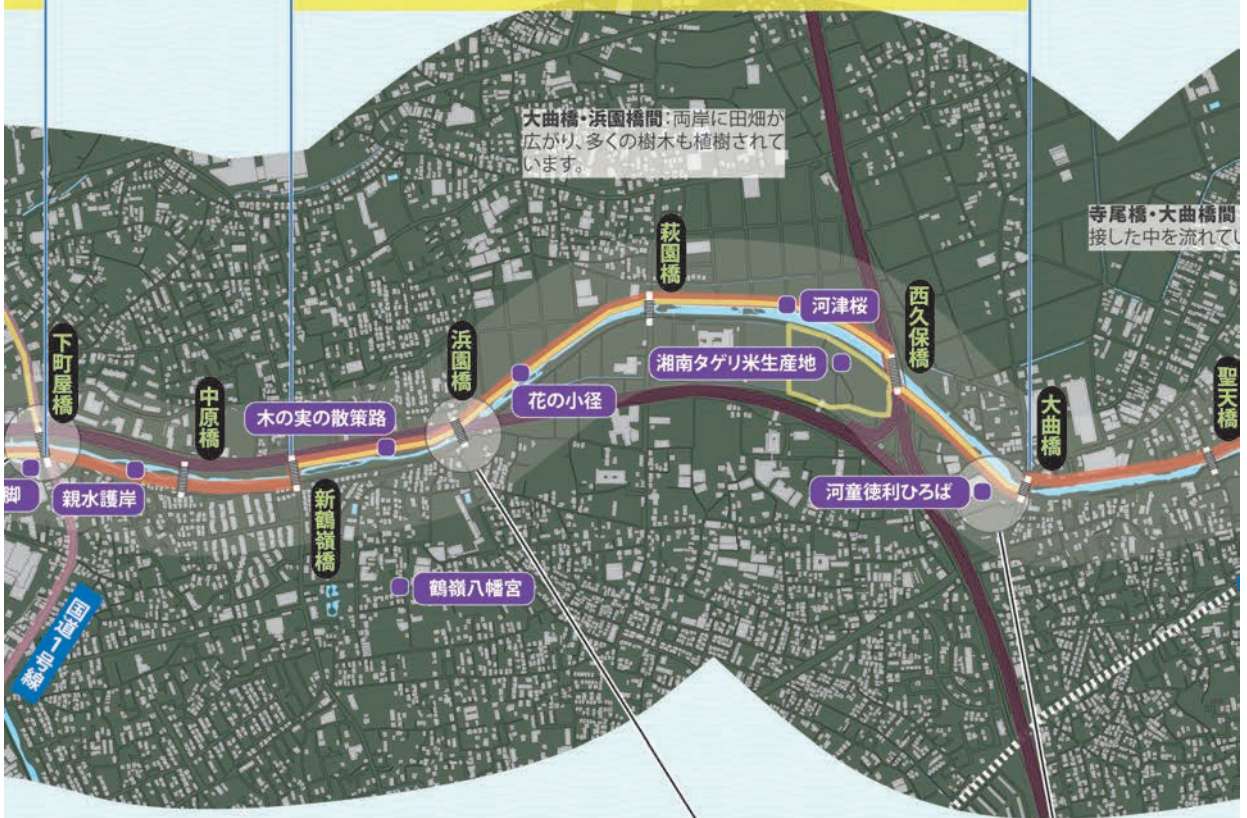 大曲橋・浜園橋間：両岸に田畑が
広がり、多くの樹木も植樹されて
います。
寺尾橋・大曲橋間
接した中を流れてい
萩園橋
河津桜
西久保橋
下町屋橋
浜園橋
湘南タゲリ米生産地
聖天橋
中原橋
木の実の散策路
花の小径
大曲橋
脚
親水護岸
新鶴嶺橋
河童徳利ひろば
鶴嶺八幡宮
国道1号線